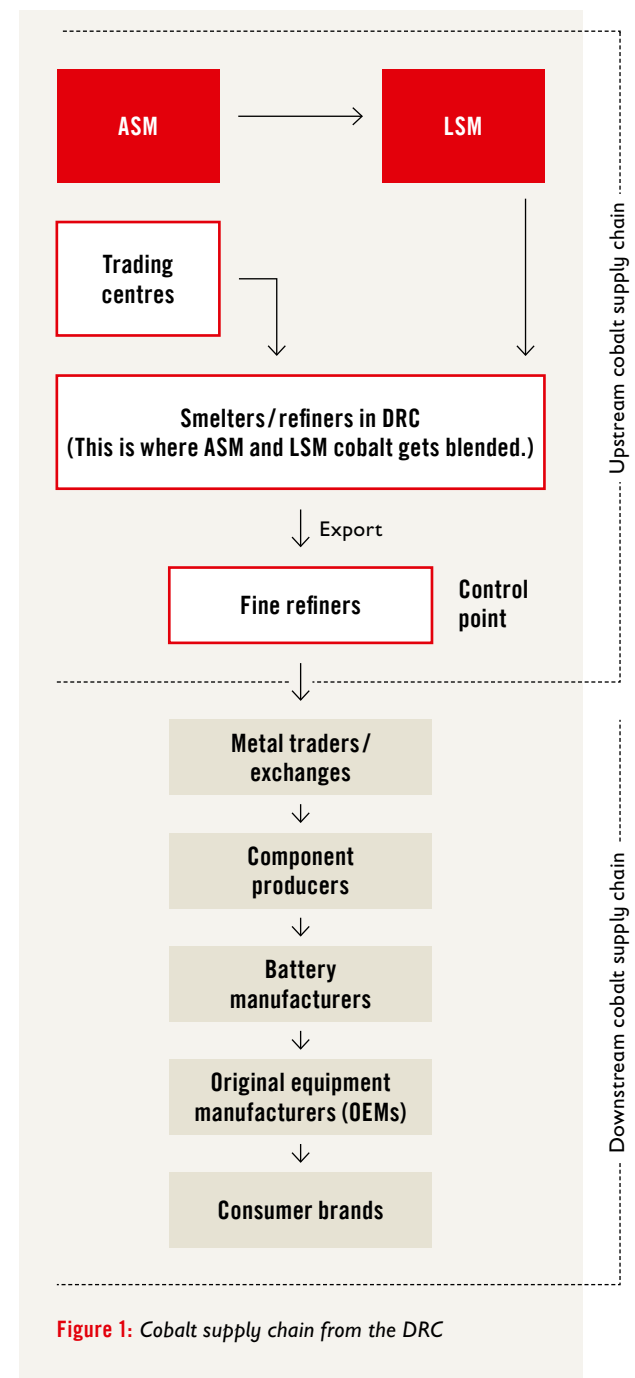 ASM
LSM
Trading
centres
Smelters/refiners in DRC
(This is where ASM and LSM cobalt gets blended.)
Export
Fine refiners
Control
point
Upstream cobalt supply chain
Metal traders/
exchanges
Component
producers
Battery
manufacturers
Original equipment
manufacturers (OEMs)
Consumer brands
Downstream cobalt supply chain
Figure 1: Cobalt supply chain from the DRC